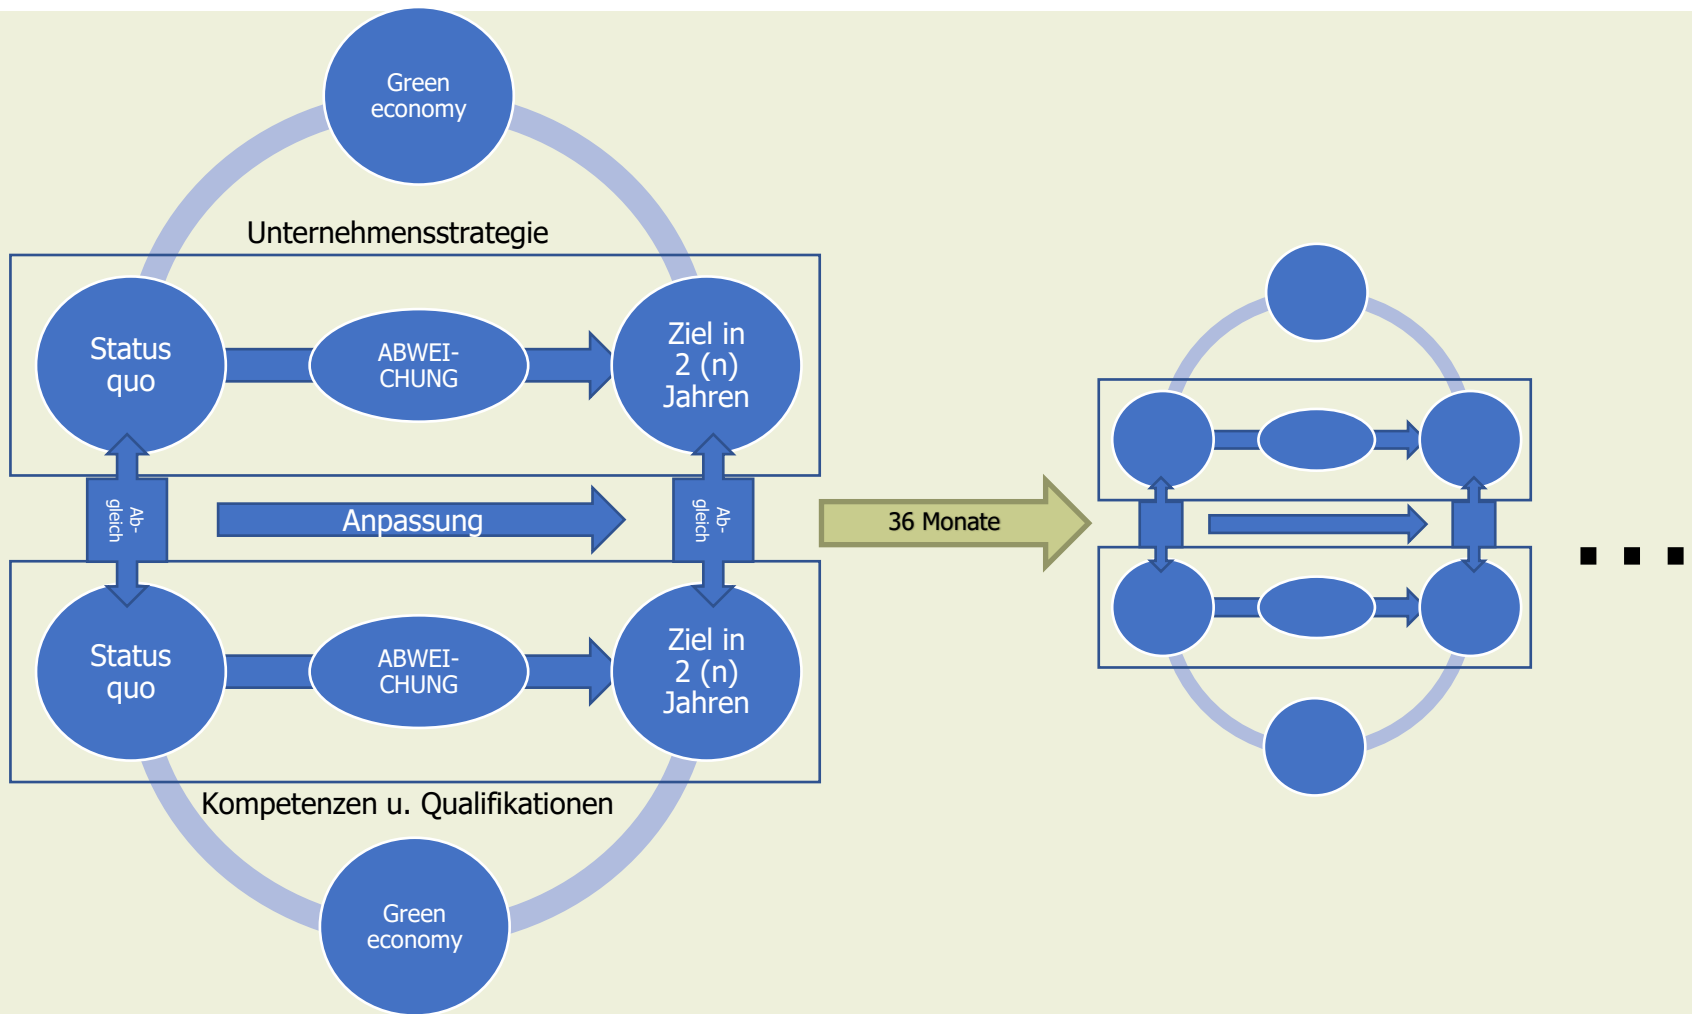 Green
economy
Unternehmensstrategie
Status
quo
ABWEI-
CHUNG
Ziel in
2 (n)
Jahren
Ab-
gleich
Anpassung
Ab-
gleich
36 Monate
Status
quo
ABWEI-
CHUNG
Ziel in
2 (n)
Jahren
Kompetenzen u. Qualifikationen
Green
economy
...